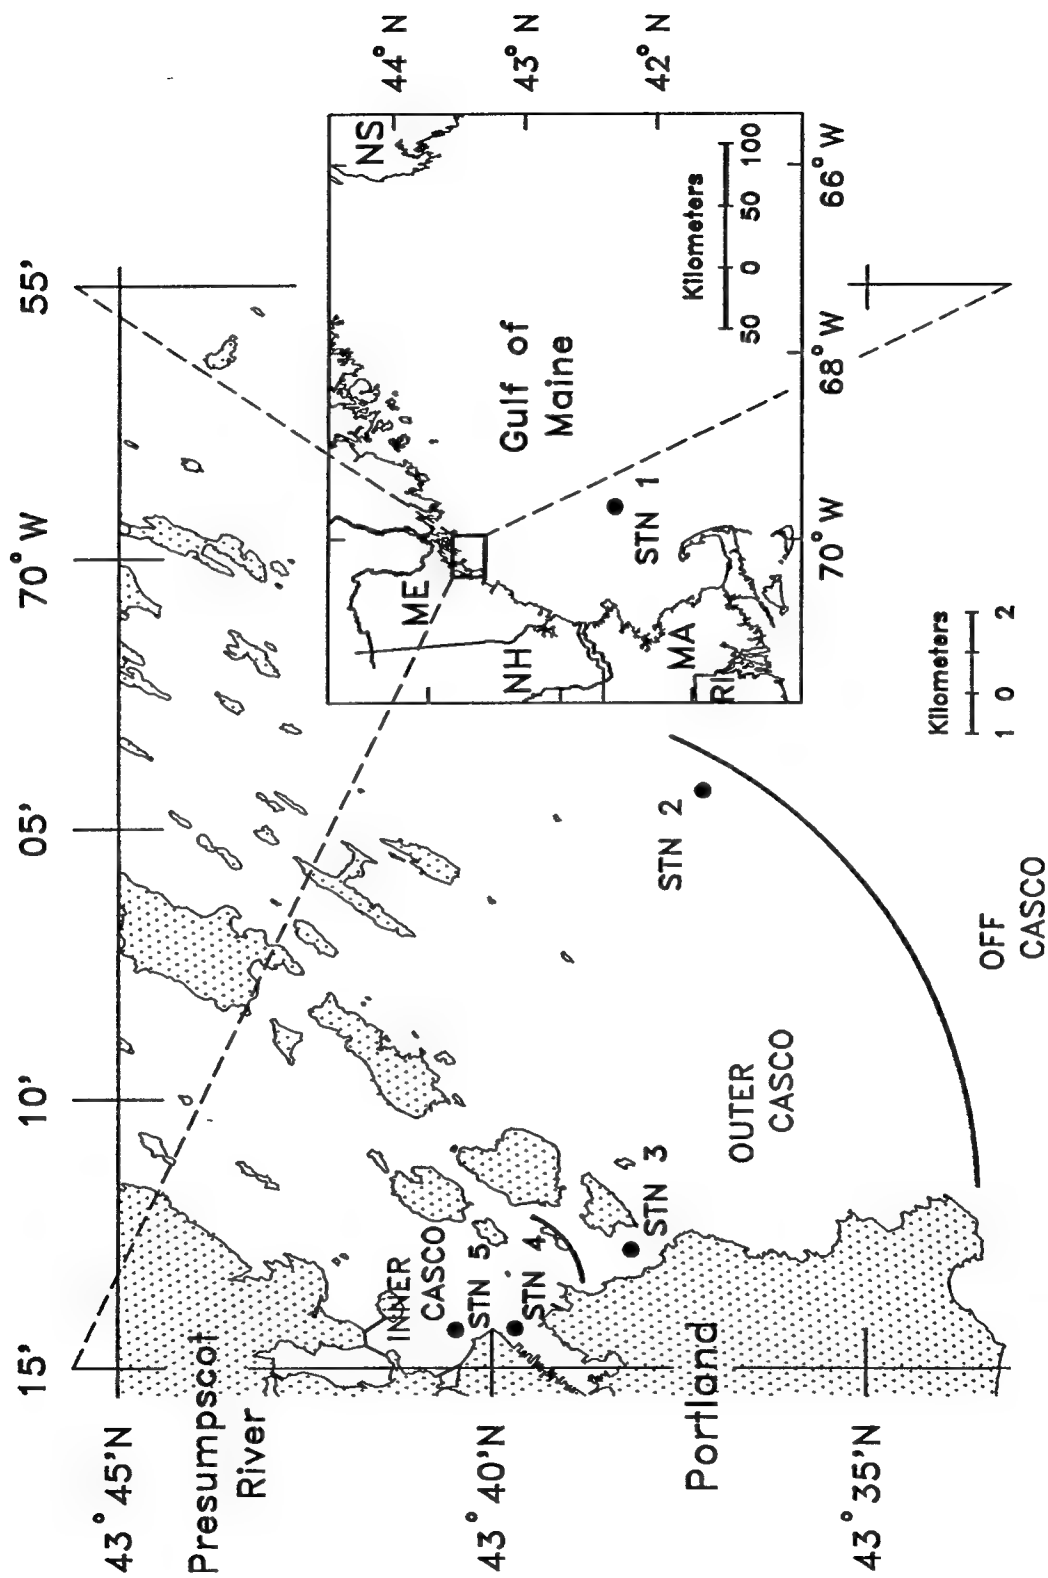 15'
10'
05'
70° W
55'
43° 45'N
Presumpscot
River
43° 40'N
Portland
43° 35'N
INNER
CASCO
STN 5
STN 4
STN 3
OUTER
CASCO
STN 2
OFF
CASCO
Kilometers
1 0 2
ME
NH
MA
RI
NS
Gulf of
Maine
STN 1
Kilometers
50 0 50 100
44° N
43° N
42° N
70° W
68° W
66° W